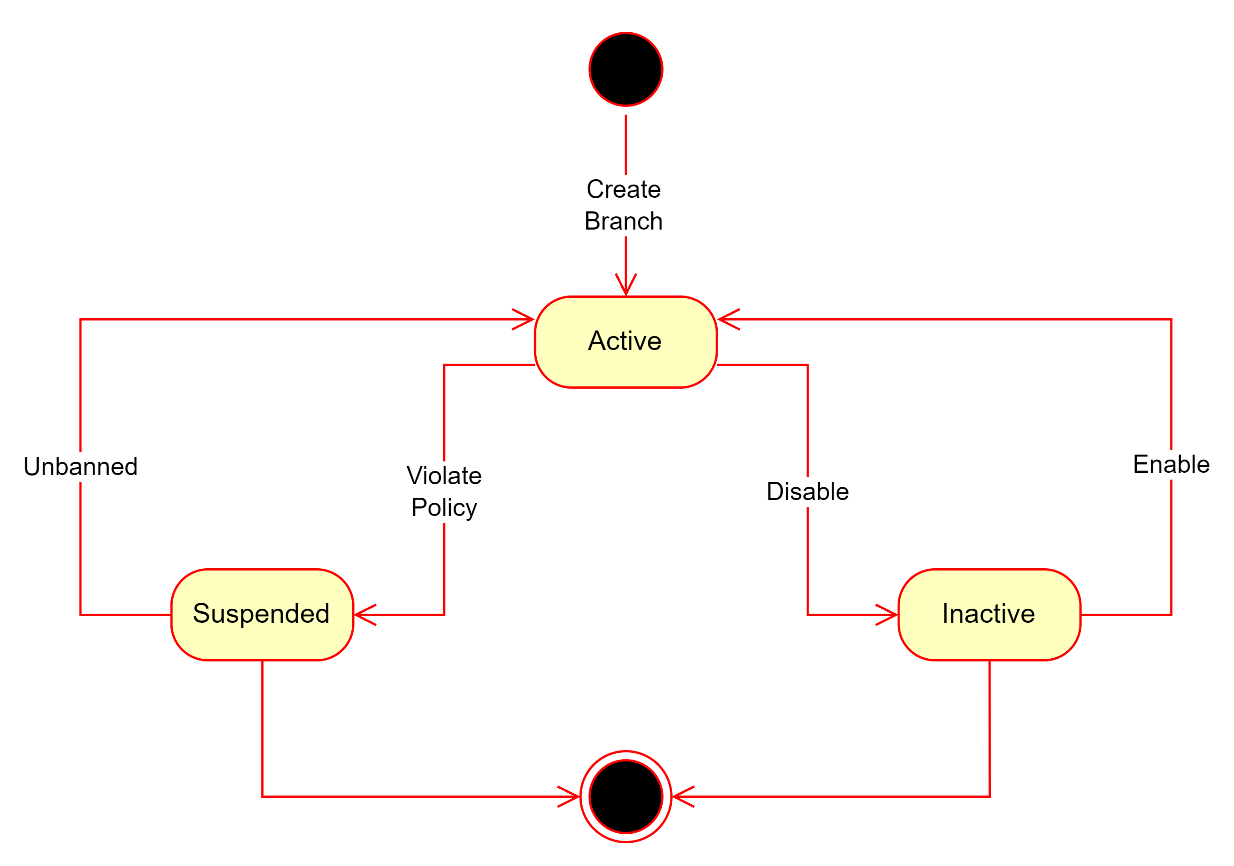 Create
Branch
Active
Unbanned
Violate
Policy
Disable
Enable
Suspended
Inactive